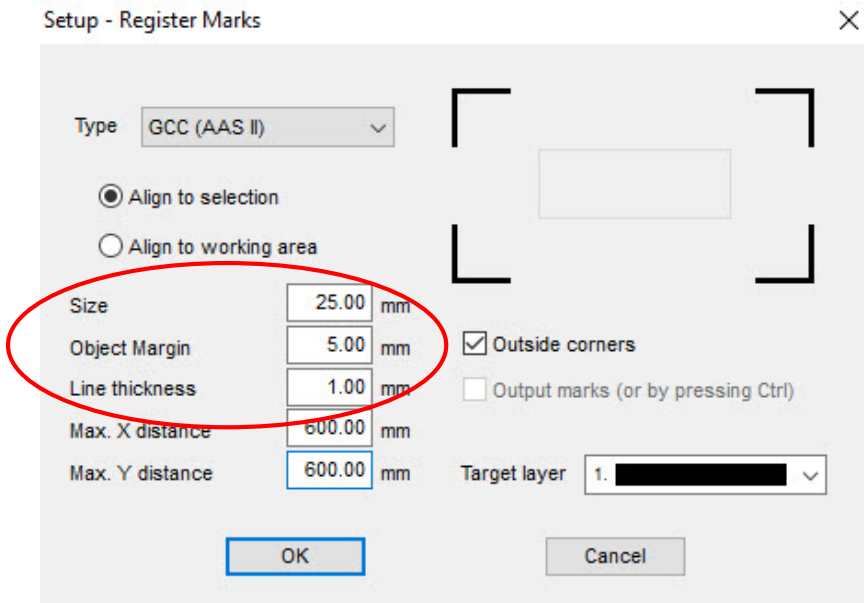 Setup - Register Marks
Type GCC (AAS II)
Align to selection
Align to working area
Size 25.00 mm
Object Margin 5.00 mm
Line thickness 1.00 mm
Max. X distance 600.00 mm
Max. Y distance 600.00 mm
Outside corners
Output marks (or by pressing Ctrl)
Target layer 1.
OK
Cancel